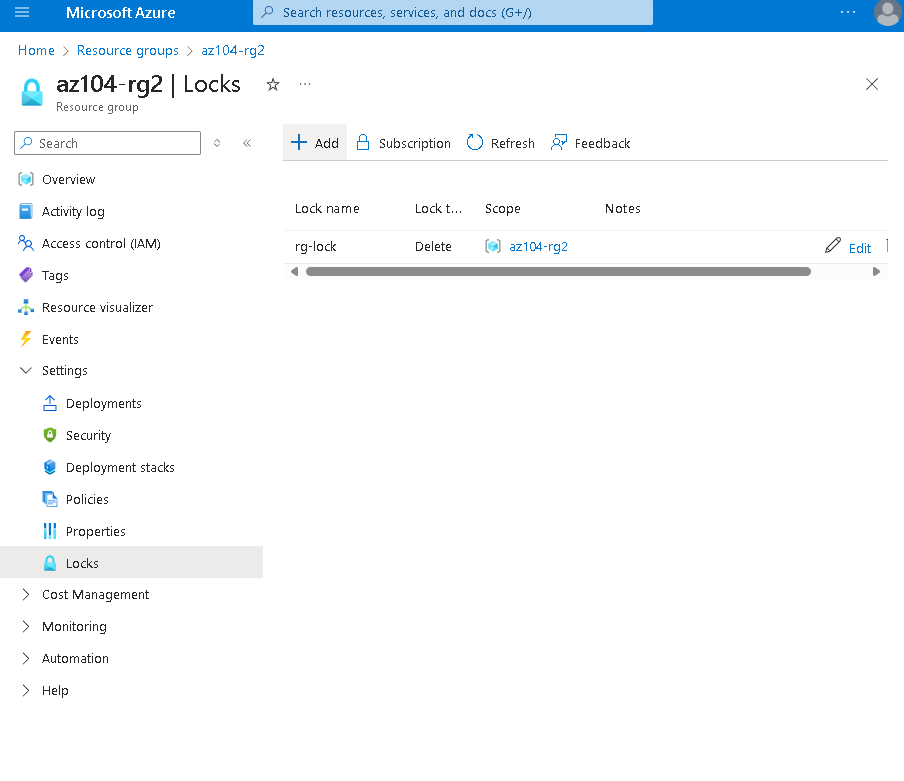 Microsoft Azure
Search resources, services, and docs (G+/)
Home > Resource groups > az104-rg2
az104-rg2 | Locks
Resource group
Search
Overview
Activity log
Access control (IAM)
Tags
Resource visualizer
Events
Settings
Deployments
Security
Deployment stacks
Policies
Properties
Locks
Cost Management
Monitoring
Automation
Help
Add Subscription Refresh Feedback
Lock name Lock t... Scope Notes
rg-lock Delete az104-rg2 Edit